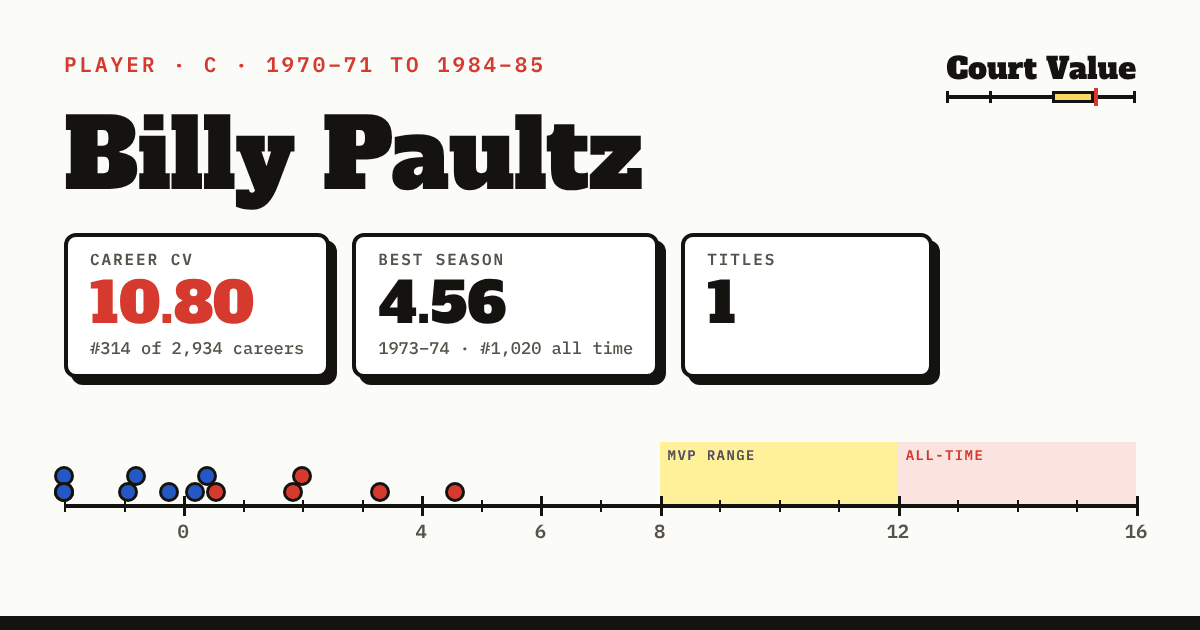 PLAYER · C · 1970–71 TO 1984–85
Court Value
Billy Paultz
CAREER CV
10.80
#314 of 2,934 careers
BEST SEASON
4.56
1973–74 · #1,020 all time
TITLES
1
MVP RANGE
ALL-TIME
0 4 6 8 12 16